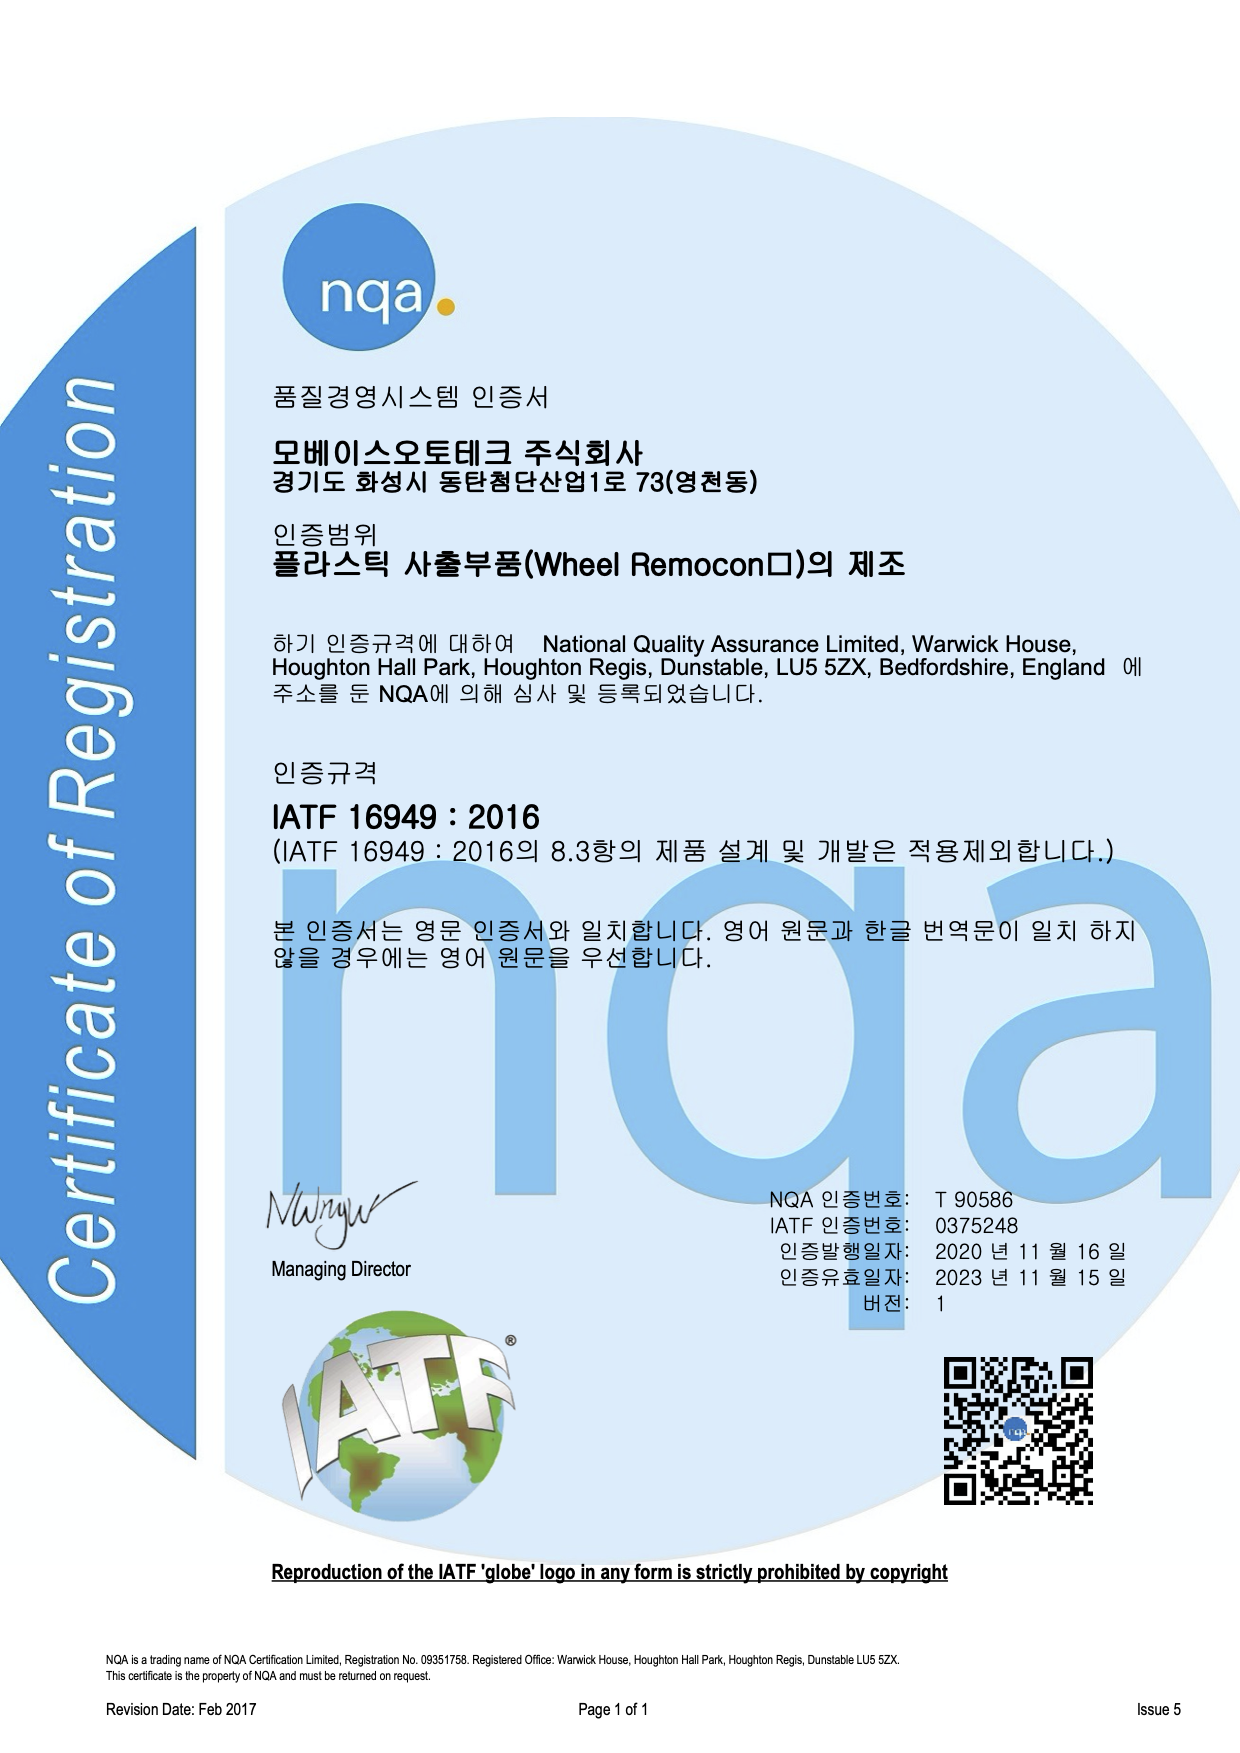 Certificate of Registration
nqa.
품질경영시스템 인증서
모베이스오토테크 주식회사
경기도 화성시 동탄첨단산업1로 73(영천동)
인증범위
플라스틱 사출부품(Wheel Remocon□)의 제조
하기 인증규격에 대하여 National Quality Assurance Limited, Warwick House,
Houghton Hall Park, Houghton Regis, Dunstable, LU5 5ZX, Bedfordshire, England 에
주소를 둔 NQA에 의해 심사 및 등록되었습니다.
인증규격
IATF 16949 : 2016
(IATF 16949 : 2016의 8.3항의 제품 설계 및 개발은 적용제외합니다.)
nqa
본 인증서는 영문 인증서와 일치합니다. 영어 원문과 한글 번역문이 일치 하지
않을 경우에는 영어 원문을 우선합니다.
Managing Director
NQA 인증번호: T 90586
IATF 인증번호: 0375248
인증발행일자: 2020 년 11 월 16 일
인증유효일자: 2023 년 11 월 15 일
버전: 1
IATF®
nqa
Reproduction of the IATF 'globe' logo in any form is strictly prohibited by copyright
NQA is a trading name of NQA Certification Limited, Registration No. 09351758. Registered Office: Warwick House, Houghton Hall Park, Houghton Regis, Dunstable LU5 5ZX.
This certificate is the property of NQA and must be returned on request.
Revision Date: Feb 2017 Page 1 of 1 Issue 5